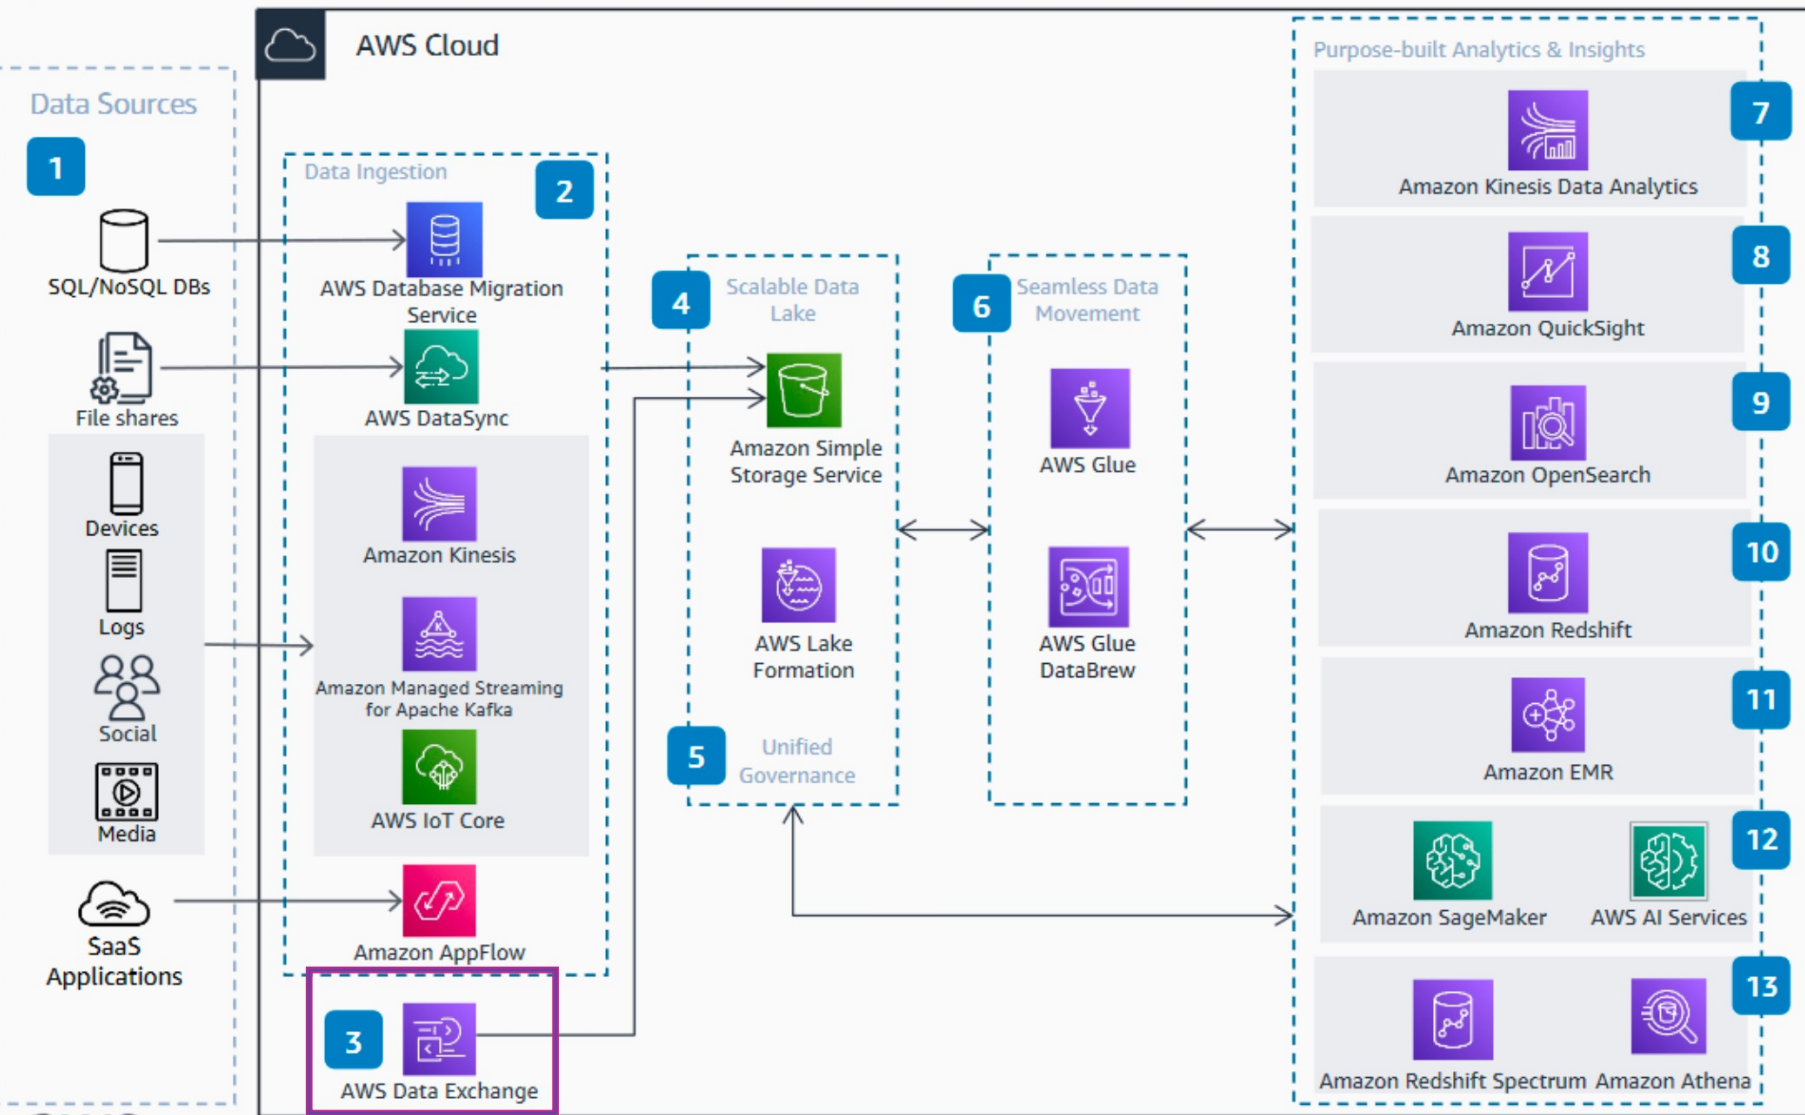 AWS Cloud
Data Sources
1
SQL/NoSQL DBs
File shares
Devices
Logs
Social
Media
SaaS
Applications
Data Ingestion
2
AWS Database Migration
Service
AWS DataSync
Amazon Kinesis
Amazon Managed Streaming
for Apache Kafka
AWS IoT Core
Amazon AppFlow
3
AWS Data Exchange
4
Scalable Data
Lake
Amazon Simple
Storage Service
AWS Lake
Formation
5
Unified
Governance
6
Seamless Data
Movement
AWS Glue
AWS Glue
DataBrew
Purpose-built Analytics & Insights
7
Amazon Kinesis Data Analytics
8
Amazon QuickSight
9
Amazon OpenSearch
10
Amazon Redshift
11
Amazon EMR
12
Amazon SageMaker
AWS AI Services
13
Amazon Redshift Spectrum
Amazon Athena